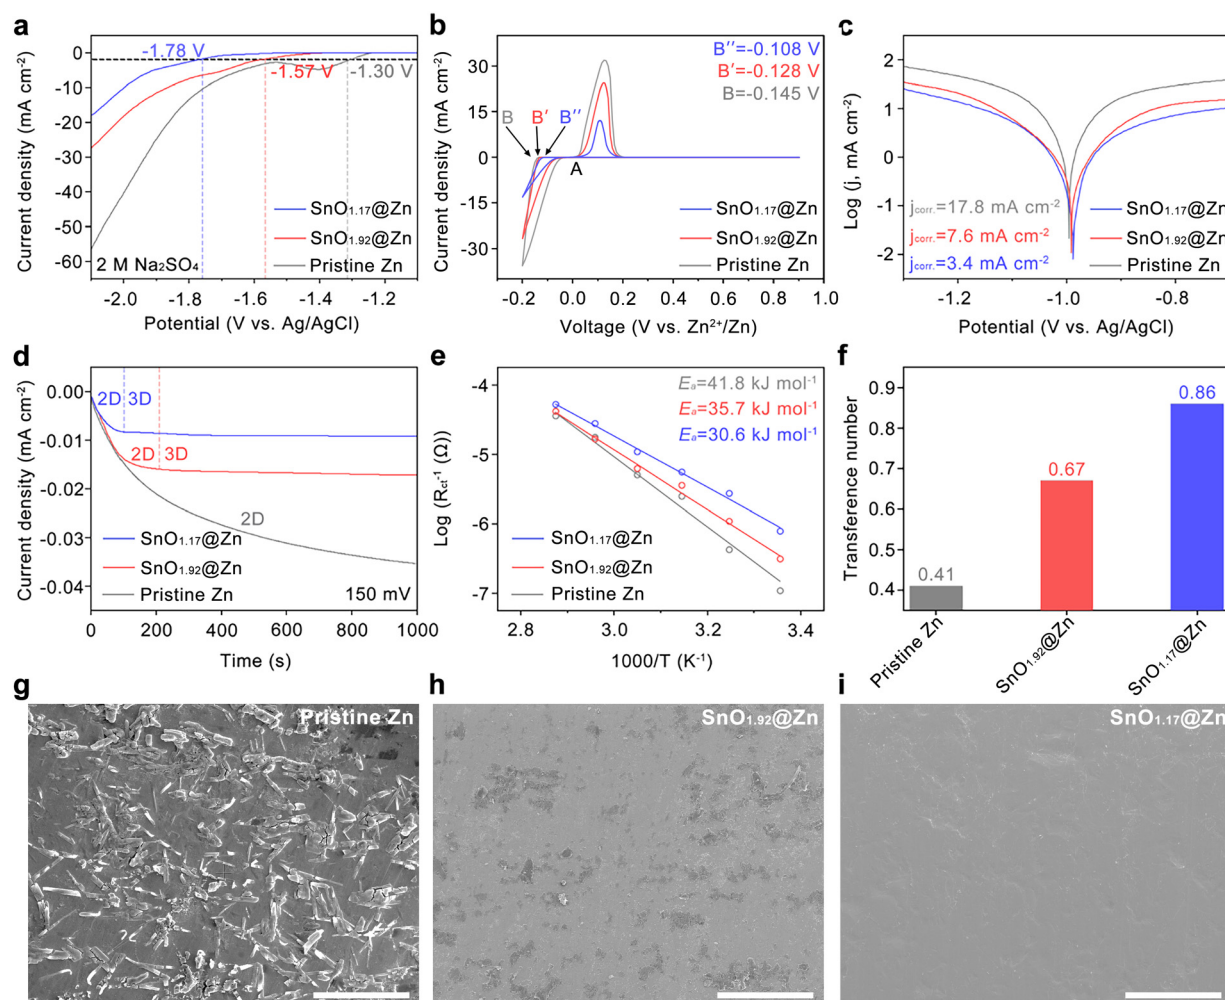 a
-1.78 V
-1.57 V
-1.30 V
0
-10
-20
-30
-40
-50
-60
Current density (mA cm⁻²)
SnO₁.₁₇@Zn
SnO₁.₉₂@Zn
Pristine Zn
2 M Na₂SO₄
-2.0
-1.8
-1.6
-1.4
-1.2
Potential (V vs. Ag/AgCl)
b
B′′=-0.108 V
B′=-0.128 V
B=-0.145 V
30
15
0
-15
-30
Current density (mA cm⁻²)
B
B′
B′′
A
SnO₁.₁₇@Zn
SnO₁.₉₂@Zn
Pristine Zn
-0.2
0.0
0.2
0.4
0.6
0.8
1.0
Voltage (V vs. Zn²⁺/Zn)
c
2
1
0
-1
-2
Log (j, mA cm⁻²)
jcorr.=17.8 mA cm⁻²
jcorr.=7.6 mA cm⁻²
jcorr.=3.4 mA cm⁻²
SnO₁.₁₇@Zn
SnO₁.₉₂@Zn
Pristine Zn
-1.2
-1.0
-0.8
Potential (V vs. Ag/AgCl)
d
0.00
-0.01
-0.02
-0.03
-0.04
Current density (mA cm⁻²)
2D
3D
2D
3D
2D
SnO₁.₁₇@Zn
SnO₁.₉₂@Zn
Pristine Zn
150 mV
0
200
400
600
800
1000
Time (s)
e
Eₐ=41.8 kJ mol⁻¹
Eₐ=35.7 kJ mol⁻¹
Eₐ=30.6 kJ mol⁻¹
-4
-5
-6
-7
Log (Rct⁻¹ (Ω))
SnO₁.₁₇@Zn
SnO₁.₉₂@Zn
Pristine Zn
2.8
3.0
3.2
3.4
1000/T (K⁻¹)
f
0.9
0.8
0.7
0.6
0.5
0.4
Transference number
0.41
0.67
0.86
Pristine Zn
SnO₁.₉₂@Zn
SnO₁.₁₇@Zn
g
Pristine Zn
h
SnO₁.₉₂@Zn
i
SnO₁.₁₇@Zn